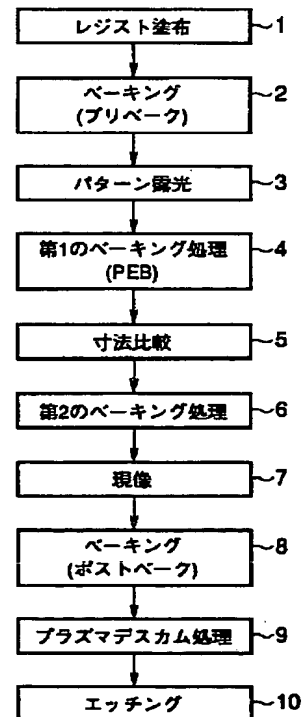 レジスト塗布 ~1
ベーキング
(プリベーク) ~2
パターン露光 ~3
第1のベーキング処理
(PEB) ~4
寸法比較 ~5
第2のベーキング処理 ~6
現像 ~7
ベーキング
(ポストベーク) ~8
プラズマデスカム処理 ~9
エッチング ~10